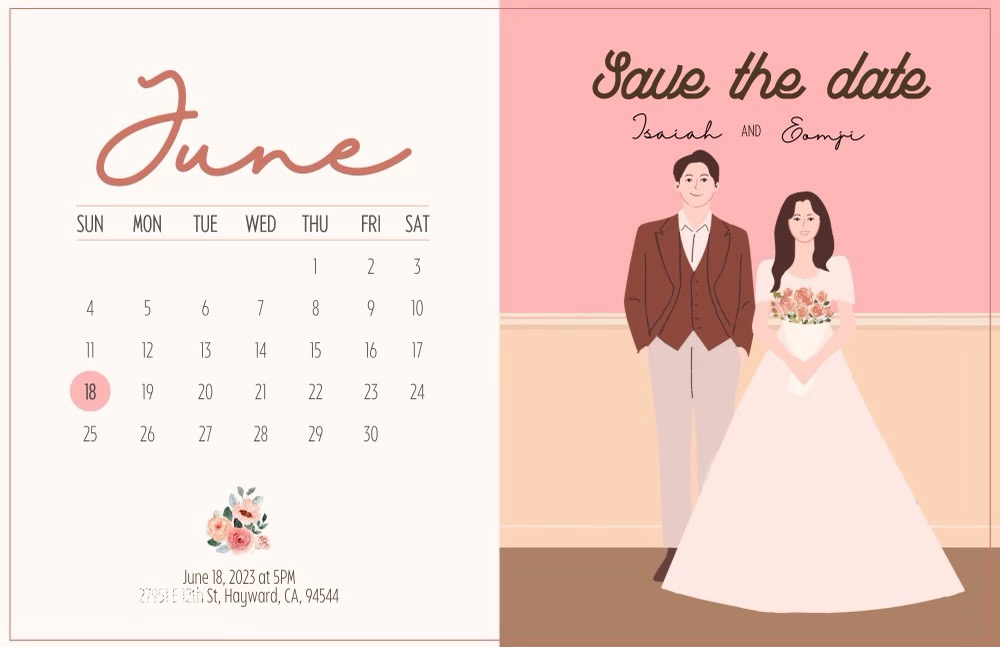 June
SUN MON TUE WED THU FRI SAT
1 2 3
4 5 6 7 8 9 10
11 12 13 14 15 16 17
18 19 20 21 22 23 24
25 26 27 28 29 30
June 18, 2023 at 5PM
St, Hayward, CA, 94544
Save the date
Isaiah AND Eomji